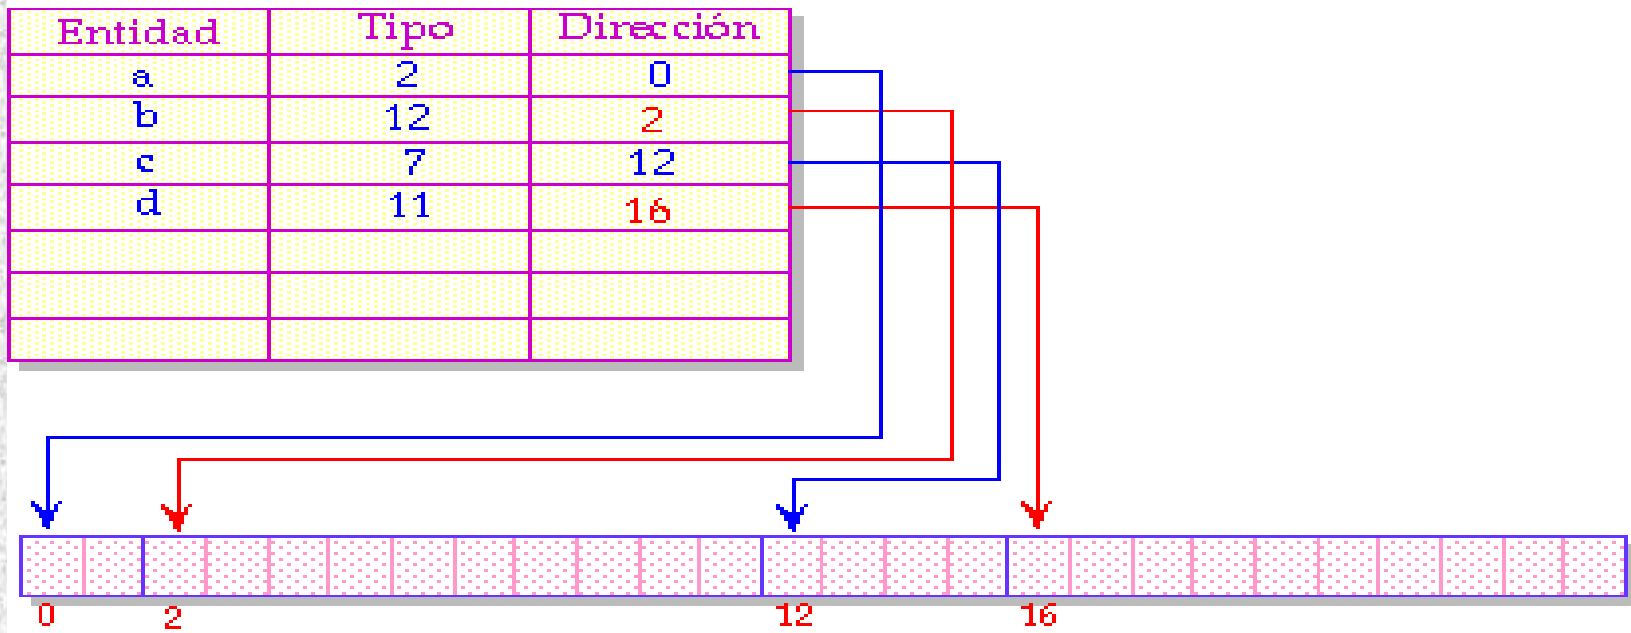 Entidad Tipo Dirección
a 2 0
b 12 2
c 7 12
d 11 16
0 2 12 16